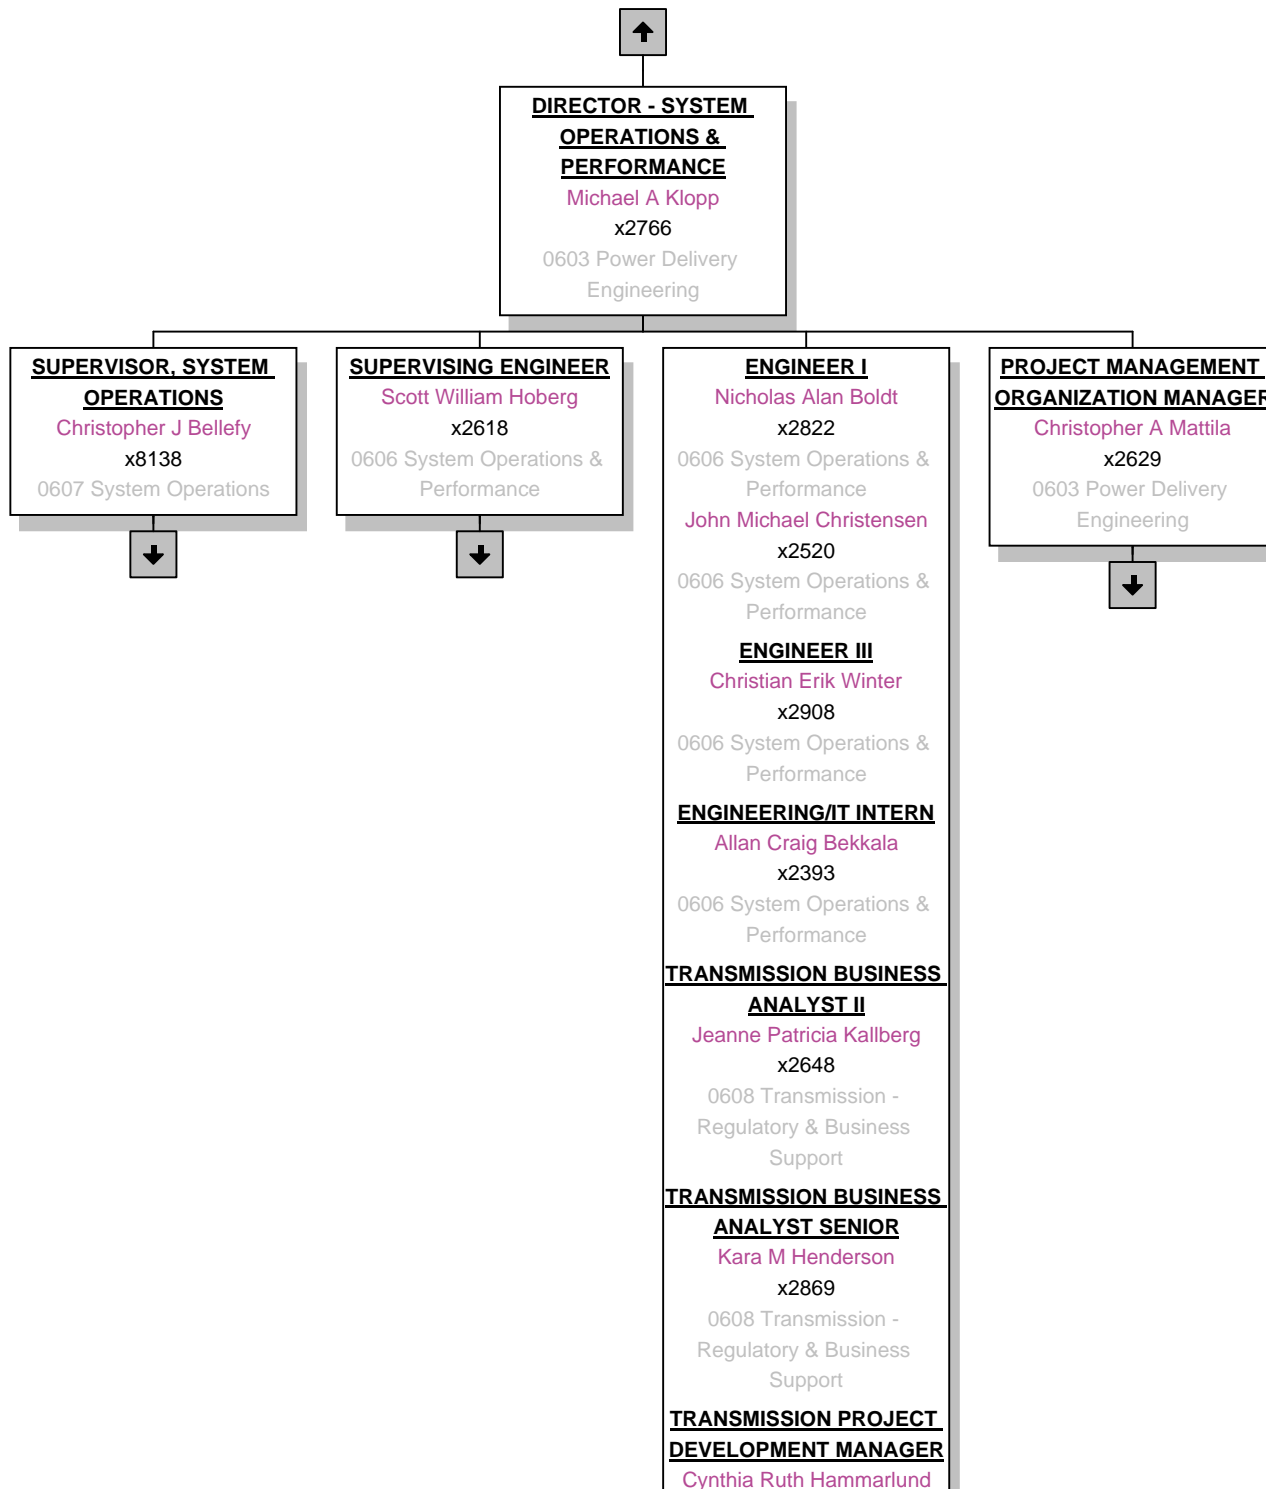 DIRECTOR - SYSTEM
OPERATIONS &
PERFORMANCE
Michael A Klopp
x2766
0603 Power Delivery
Engineering
SUPERVISOR, SYSTEM
OPERATIONS
Christopher J Bellefy
x8138
0607 System Operations
SUPERVISING ENGINEER
Scott William Hoberg
x2618
0606 System Operations &
Performance
ENGINEER I
Nicholas Alan Boldt
x2822
0606 System Operations &
Performance
John Michael Christensen
x2520
0606 System Operations &
Performance
ENGINEER III
Christian Erik Winter
x2908
0606 System Operations &
Performance
ENGINEERING/IT INTERN
Allan Craig Bekkala
x2393
0606 System Operations &
Performance
TRANSMISSION BUSINESS
ANALYST II
Jeanne Patricia Kallberg
x2648
0608 Transmission -
Regulatory & Business
Support
TRANSMISSION BUSINESS
ANALYST SENIOR
Kara M Henderson
x2869
0608 Transmission -
Regulatory & Business
Support
TRANSMISSION PROJECT
DEVELOPMENT MANAGER
Cynthia Ruth Hammarlund
PROJECT MANAGEMENT
ORGANIZATION MANAGER
Christopher A Mattila
x2629
0603 Power Delivery
Engineering